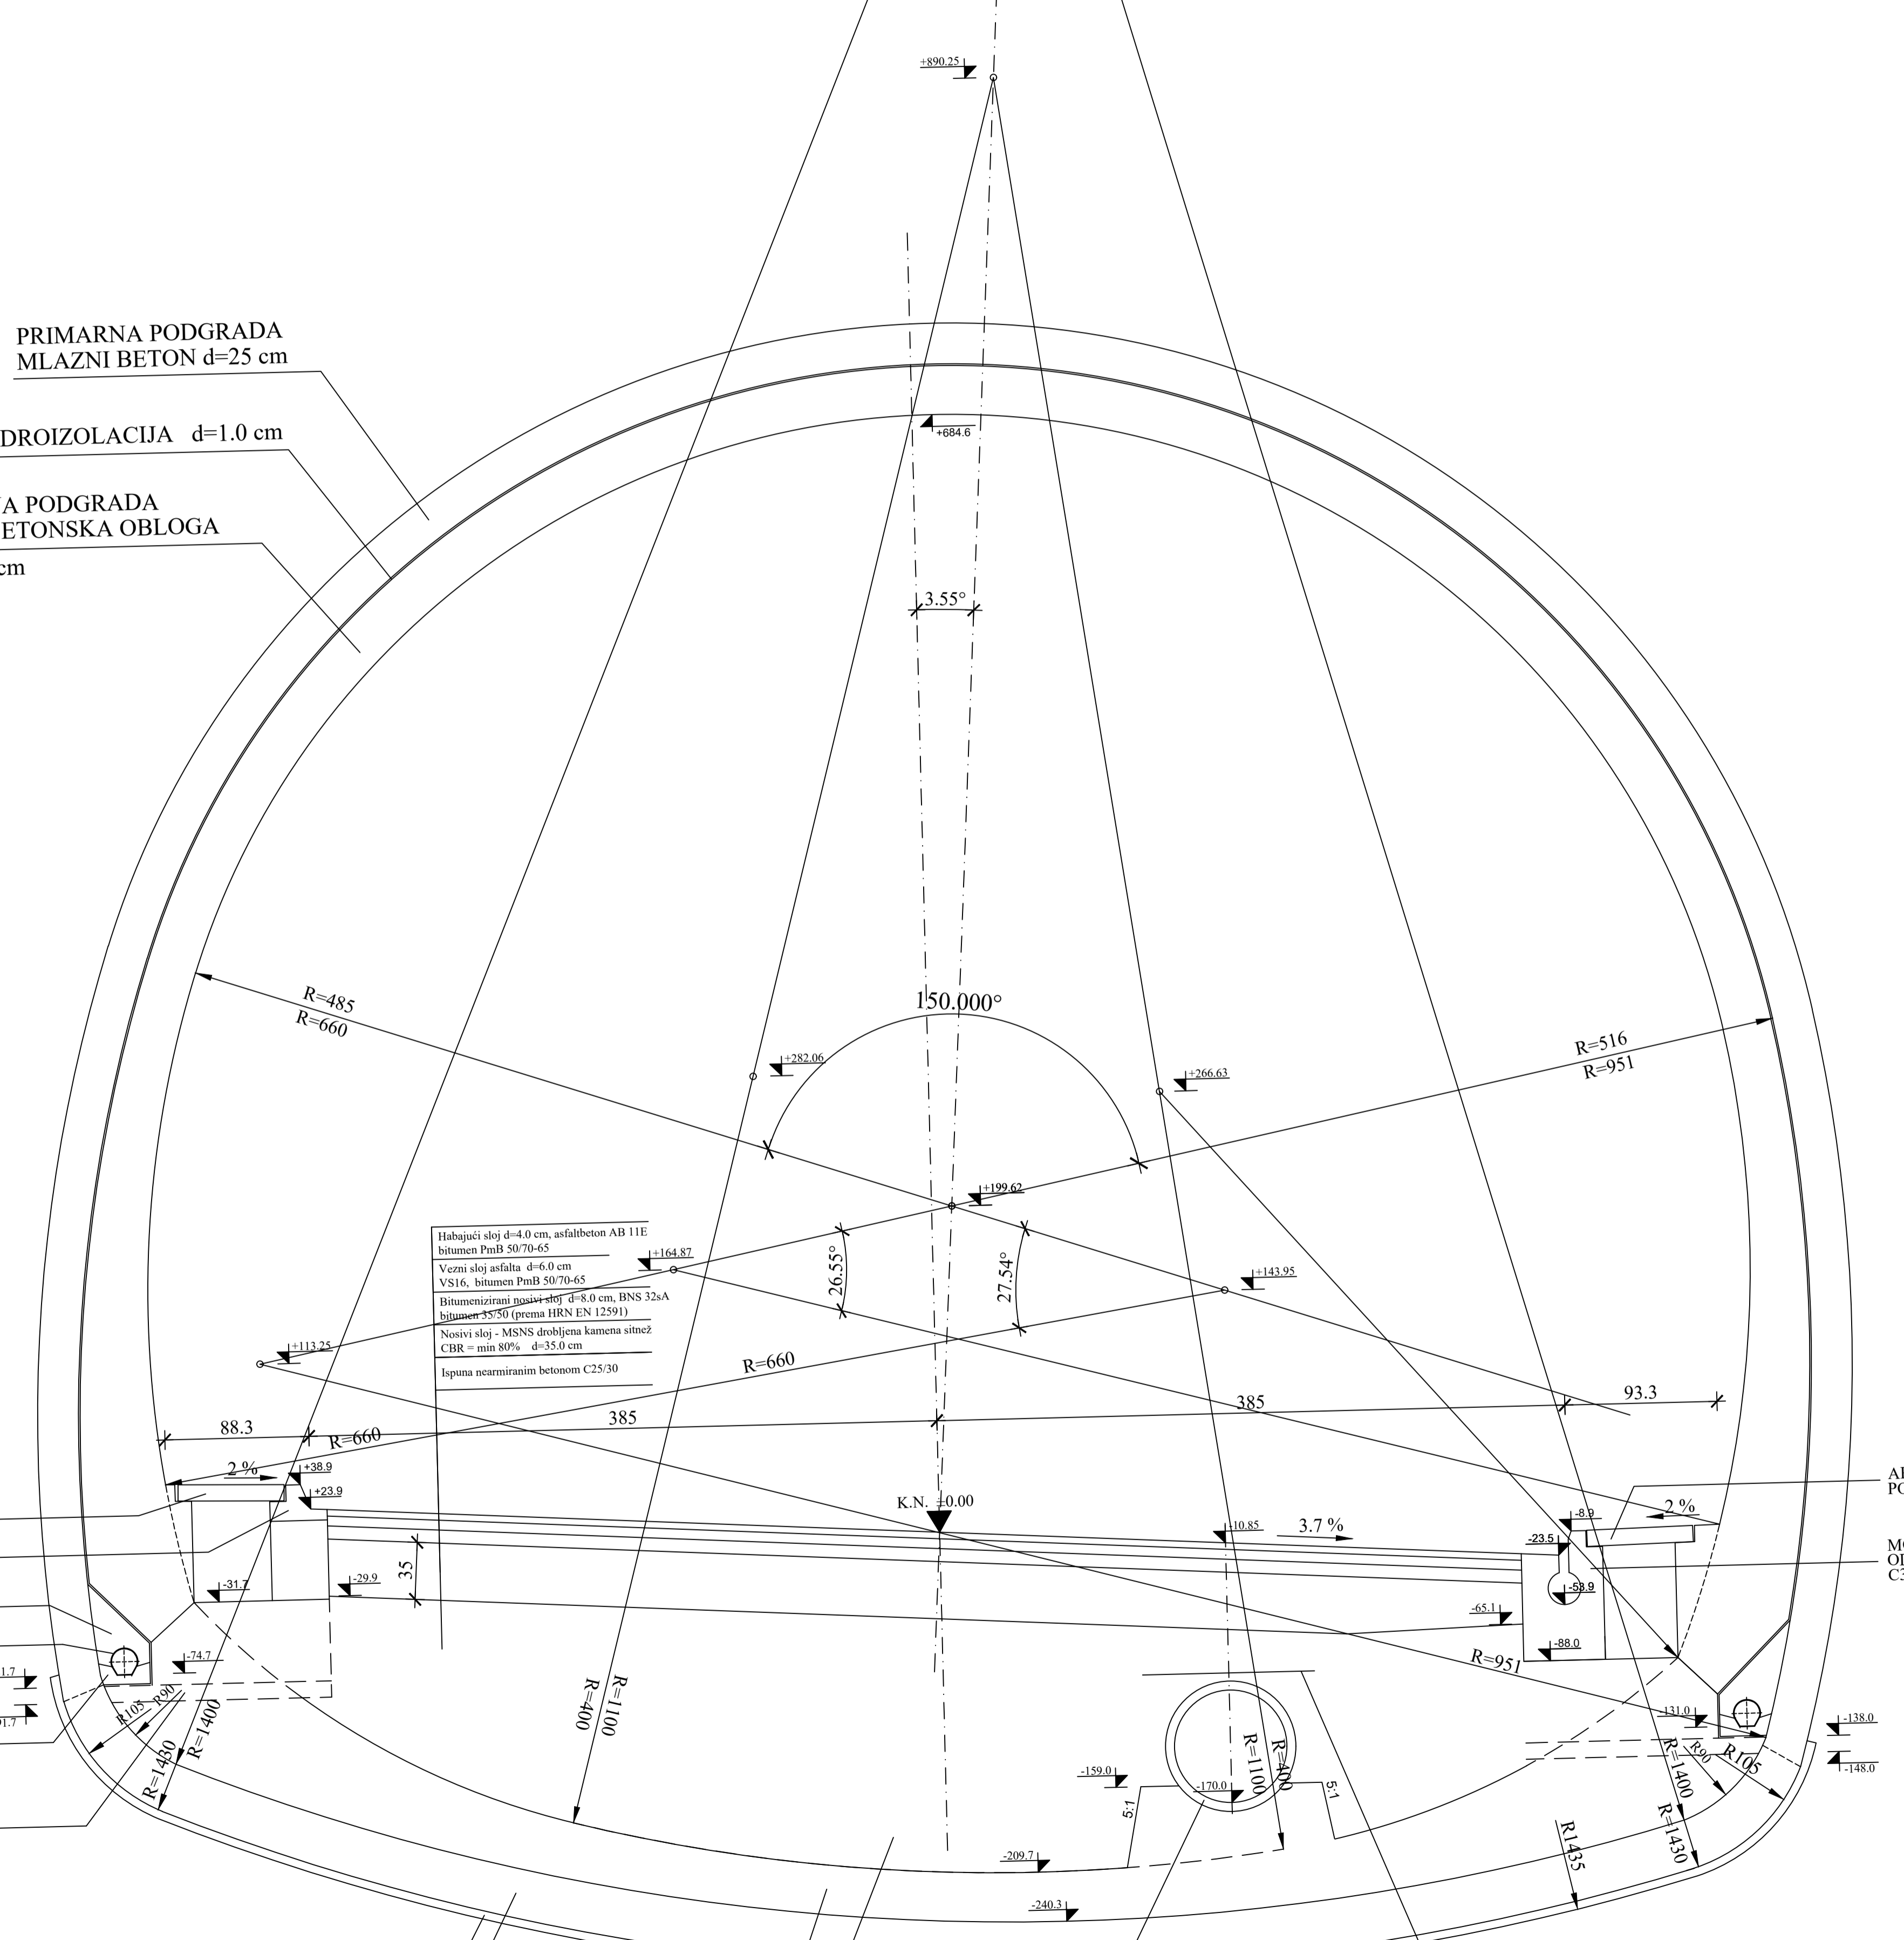 +890.25
PRIMARNA PODGRADA
MLAZNI BETON d=25 cm
DROIZOLACIJA d=1.0 cm
A PODGRADA
ETONSKA OBLOGA
cm
+684.6
3.55°
R=485
R=660
150.000°
R=516
R=951
+282.06
+266.63
+199.62
Habajući sloj d=4.0 cm, asfaltbeton AB 11E
bitumen PmB 50/70-65
Vezni sloj asfalta d=6.0 cm
VS16, bitumen PmB 50/70-65
Bitumenizirani nosivi sloj d=8.0 cm, BNS 32sA
bitumen 35/50 (prema HRN EN 12591)
Nosivi sloj - MSNS drobljena kamena sitnež
CBR = min 80% d=35.0 cm
Ispuna nearmiranim betonom C25/30
+164.87
26.55°
27.54°
+143.95
+113.25
R=660
88.3
385
385
93.3
R=660
2 %
+38.9
+23.9
K.N. ±0.00
-10.85
3.7 %
-8.9
2 %
-23.5
35
-31.7
-29.9
-53.9
-65.1
-88.0
R=951
-74.7
1.7
91.7
R105
R90
R=1400
R=1430
R=400
R=1100
-159.0
-170.0
5:1
5:1
R=1100
R=400
-131.0
-138.0
-148.0
R=1400
R90
R105
R=1430
R1435
-209.7
-240.3
PO
OI
C3